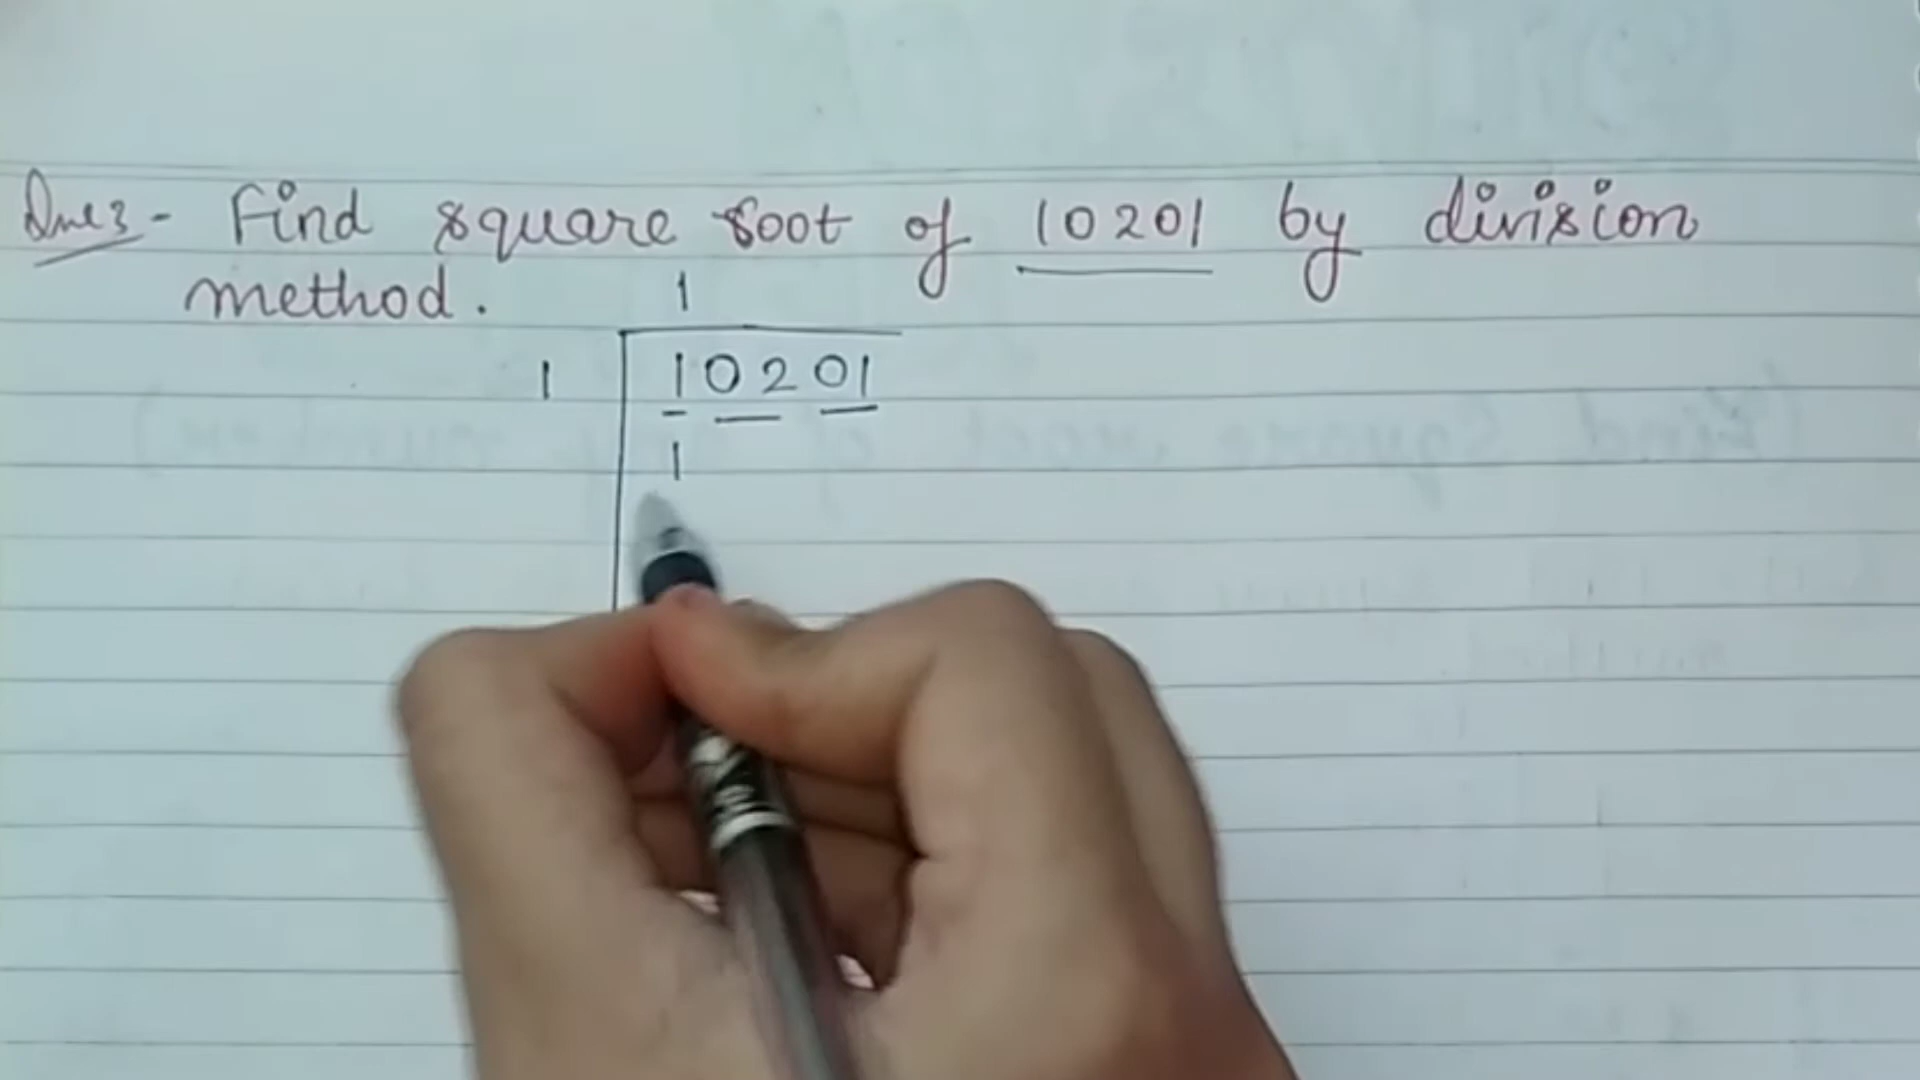 Que3 - Find square root of 10201 by division
method.
1
1 10201
1